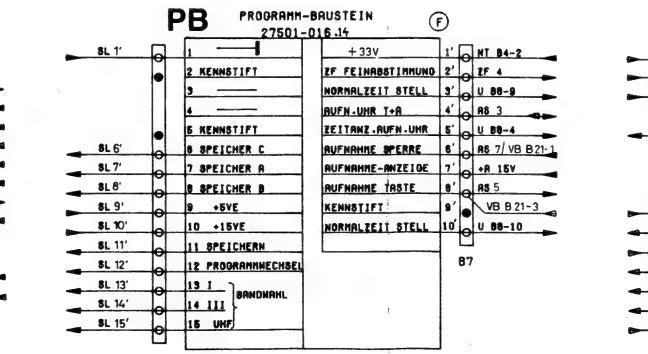 PB PROGRAMM-BAUSTEIN F
27501-016.14
SL 1' 1 +33V 1' NT B4-2
2 KENNSTIFT ZF FEINABSTIMMUNG 2' ZF 4
3 NORMALZEIT STELL 3' U 88-9
4 AUFN.UHR T+A 4' AS 3
5 KENNSTIFT ZEITANZ.AUFN.UHR 5' U 88-4
SL 6' 6 SPEICHER C AUFNAHME SPERRE 6' AS 7/ VB B21-1
SL 7' 7 SPEICHER A AUFNAHME-ANZEIGE 7' +A 15V
SL 8' 8 SPEICHER B AUFNAHME TASTE 8' AS 5
SL 9' 9 +5VE KENNSTIFT 9' VB B21-3
SL 10' 10 +15VE NORMALZEIT STELL 10' U 88-10
SL 11' 11 SPEICHERN B7
SL 12' 12 PROGRAMMWECHSEL
SL 13' 13 I
BANDWAHL
SL 14' 14 III
SL 15' 15 UHF